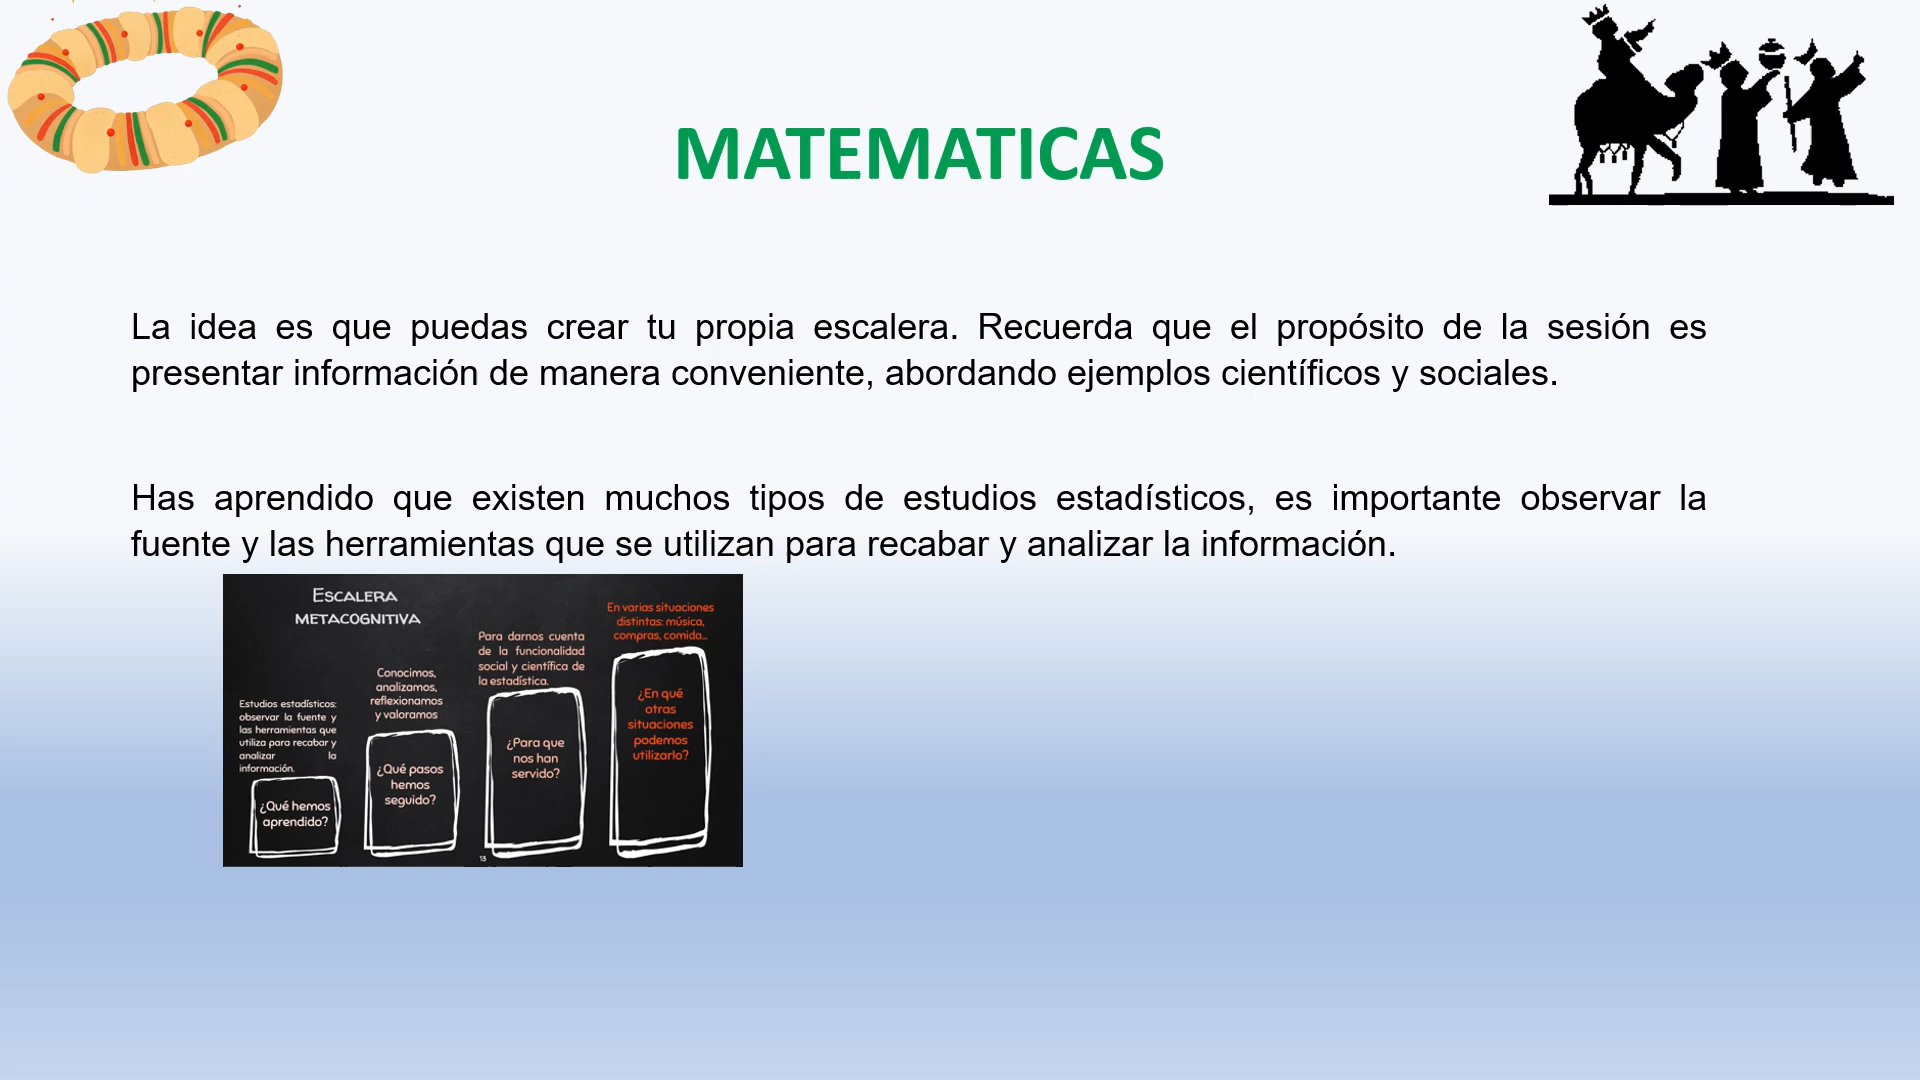 MATEMATICAS
La idea es que puedas crear tu propia escalera. Recuerda que el propósito de la sesión es
presentar información de manera conveniente, abordando ejemplos científicos y sociales.
Has aprendido que existen muchos tipos de estudios estadísticos, es importante observar la
fuente y las herramientas que se utilizan para recabar y analizar la información.
Escalera
metacognitiva
Estudios estadísticos:
observar la fuente y
las herramientas que
utiliza para recabar y
analizar la
información.
¿Qué hemos
aprendido?
Conocimos,
analizamos,
reflexionamos
y valoramos
¿Qué pasos
hemos
seguido?
Para darnos cuenta
de la funcionalidad
social y científica de
la estadística.
¿Para que
nos han
servido?
En varias situaciones
distintas: música,
compras, comida...
¿En qué
otras
situaciones
podemos
utilizarlo?
13